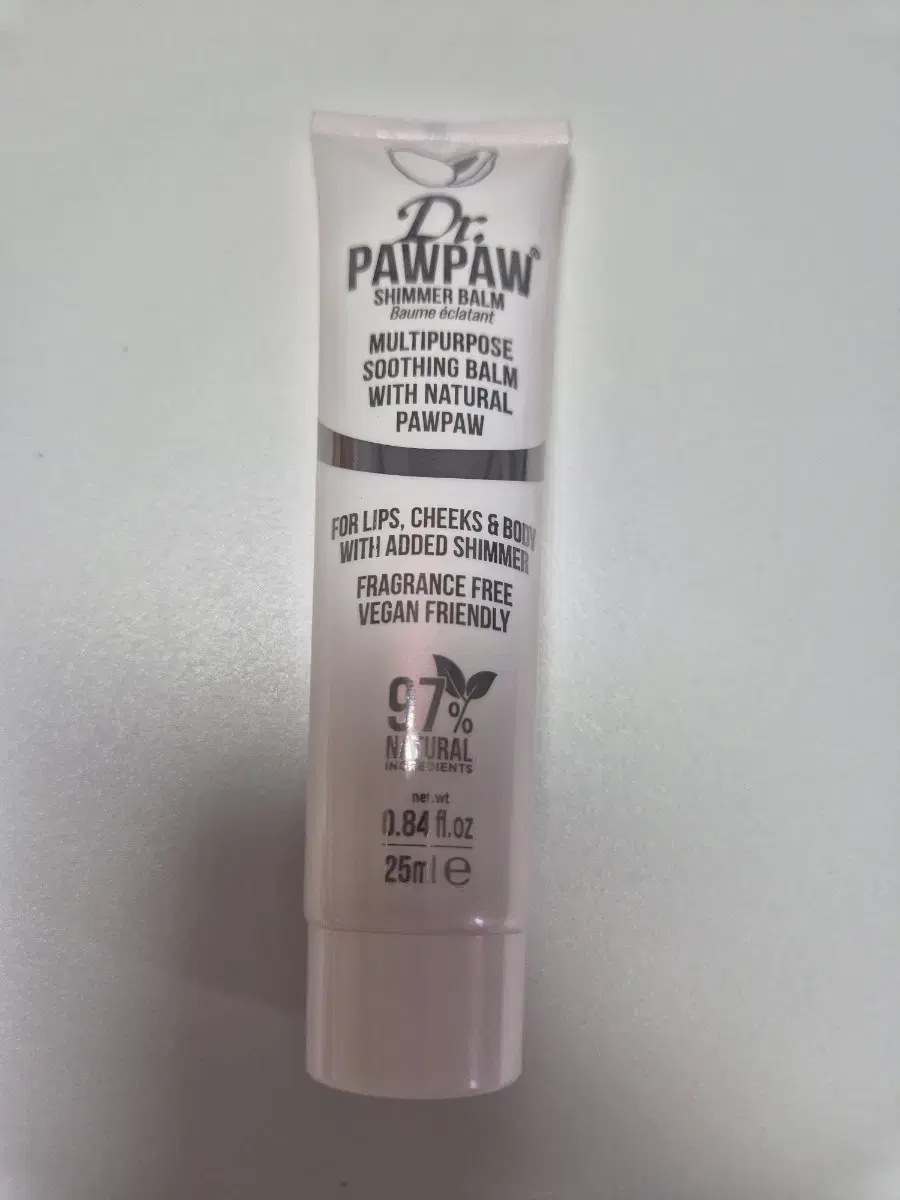 Dr.
PAWPAW®
SHIMMER BALM
Baume éclatant
MULTIPURPOSE
SOOTHING BALM
WITH NATURAL
PAWPAW
FOR LIPS, CHEEKS & BODY
WITH ADDED SHIMMER
FRAGRANCE FREE
VEGAN FRIENDLY
97%
NATURAL
INGREDIENTS
net.wt
0.84 fl.oz
25ml e